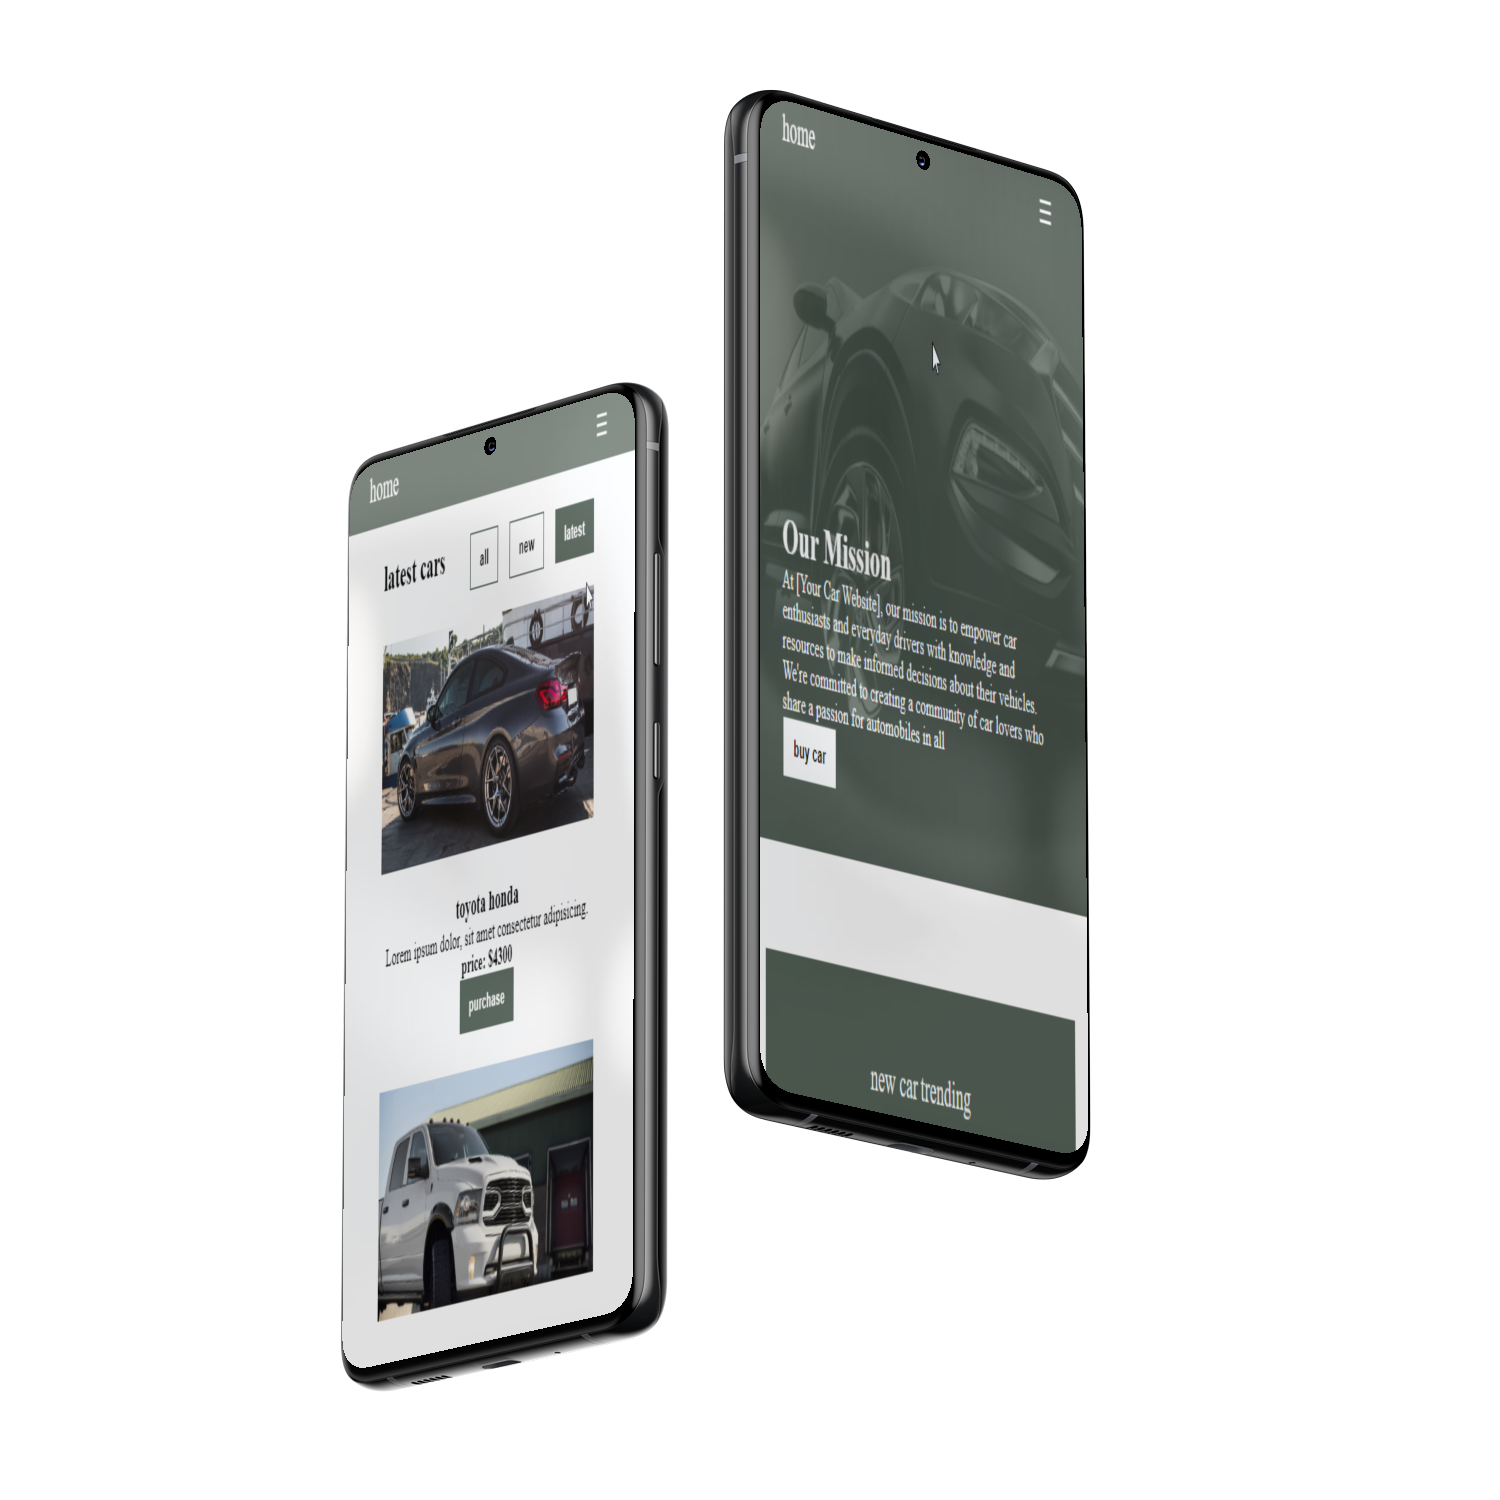 home
latest cars
all
new
latest
toyota honda
Lorem ipsum dolor, sit amet consectetur adipisicing.
price: $4300
purchase
home
Our Mission
At [Your Car Website], our mission is to empower car
enthusiasts and everyday drivers with knowledge and
resources to make informed decisions about their vehicles.
We're committed to creating a community of car lovers who
share a passion for automobiles in all
buy car
new car trending